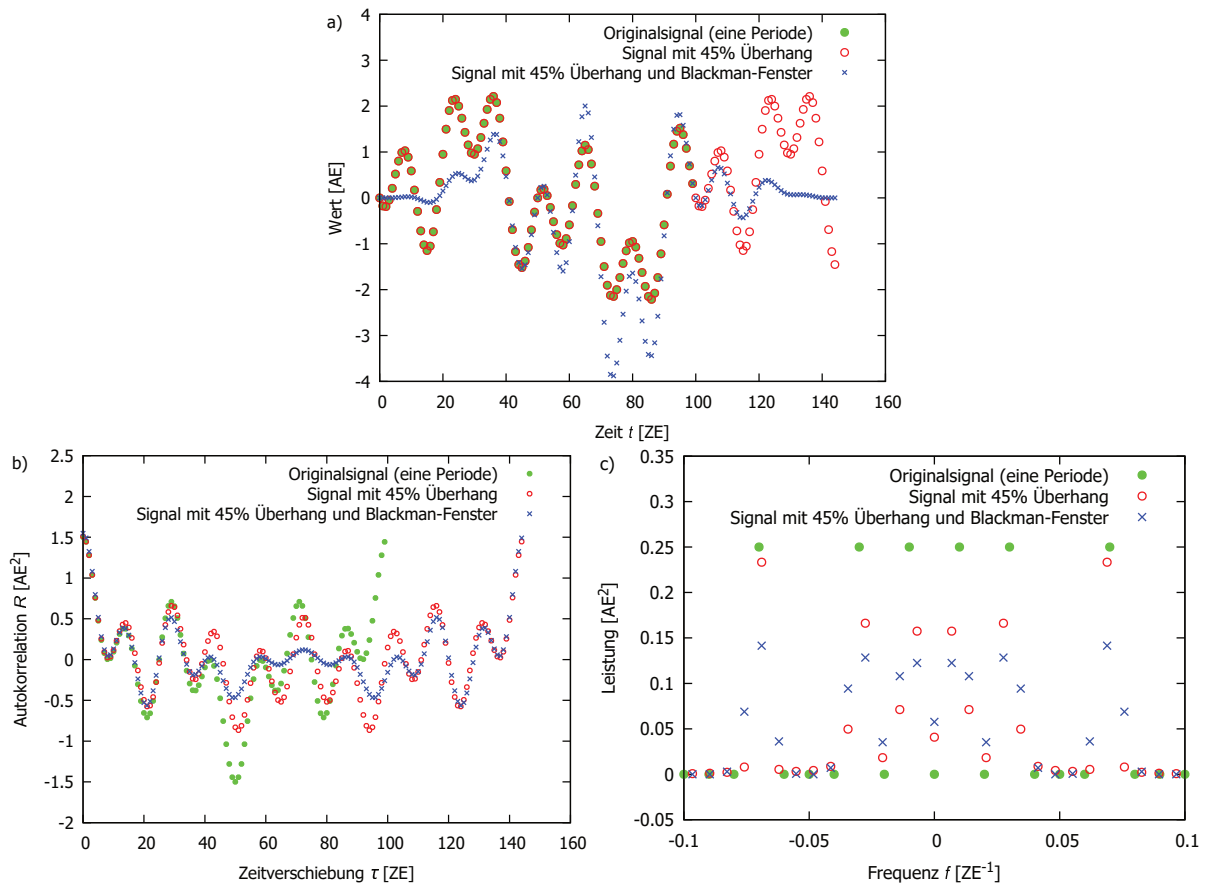 a)
Originalsignal (eine Periode)
Signal mit 45% Überhang
Signal mit 45% Überhang und Blackman-Fenster
Wert [AE]
4
3
2
1
0
-1
-2
-3
-4
0 20 40 60 80 100 120 140 160
Zeit t [ZE]
b)
Originalsignal (eine Periode)
Signal mit 45% Überhang
Signal mit 45% Überhang und Blackman-Fenster
Autokorrelation R [AE²]
2.5
2
1.5
1
0.5
0
-0.5
-1
-1.5
-2
0 20 40 60 80 100 120 140 160
Zeitverschiebung τ [ZE]
c)
Originalsignal (eine Periode)
Signal mit 45% Überhang
Signal mit 45% Überhang und Blackman-Fenster
Leistung [AE²]
0.35
0.3
0.25
0.2
0.15
0.1
0.05
0
-0.05
-0.1 -0.05 0 0.05 0.1
Frequenz f [ZE⁻¹]